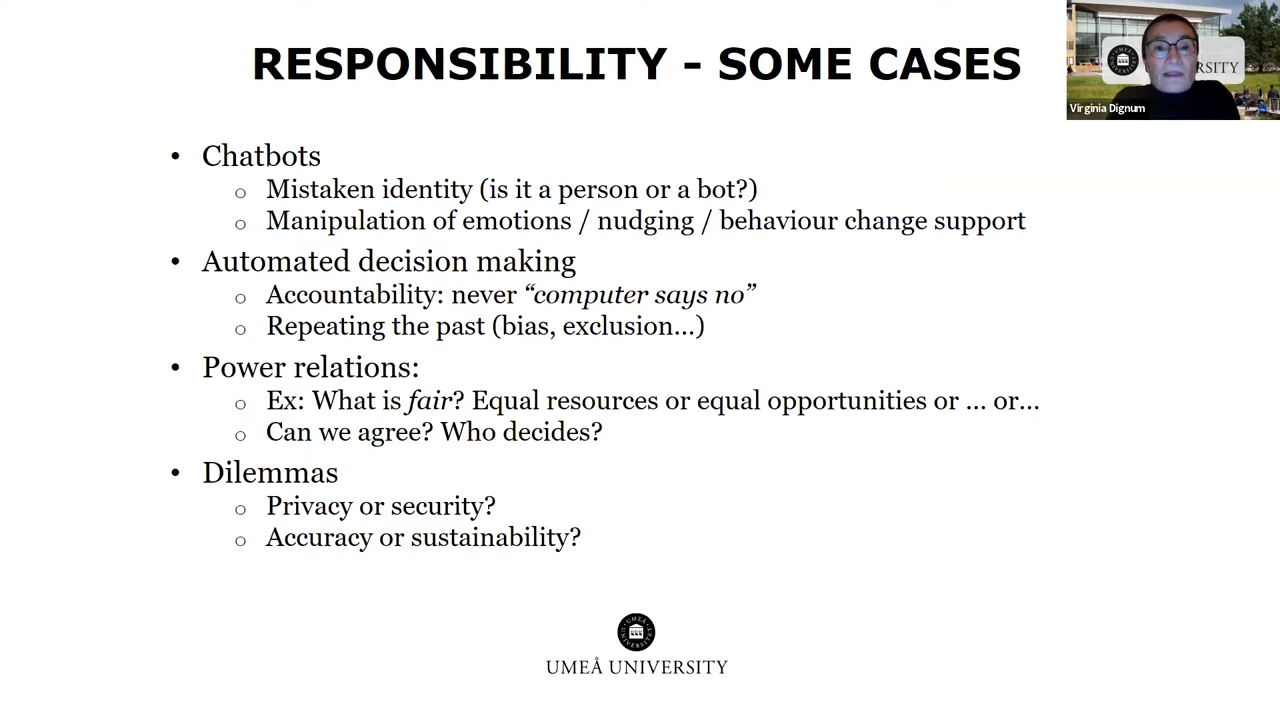 RESPONSIBILITY - SOME CASES
• Chatbots
o Mistaken identity (is it a person or a bot?)
o Manipulation of emotions / nudging / behaviour change support
• Automated decision making
o Accountability: never “computer says no”
o Repeating the past (bias, exclusion…)
• Power relations:
o Ex: What is fair? Equal resources or equal opportunities or … or…
o Can we agree? Who decides?
• Dilemmas
o Privacy or security?
o Accuracy or sustainability?
UMEÅ UNIVERSITET
UMEÅ UNIVERSITY
RSITY
Virginia Dignum